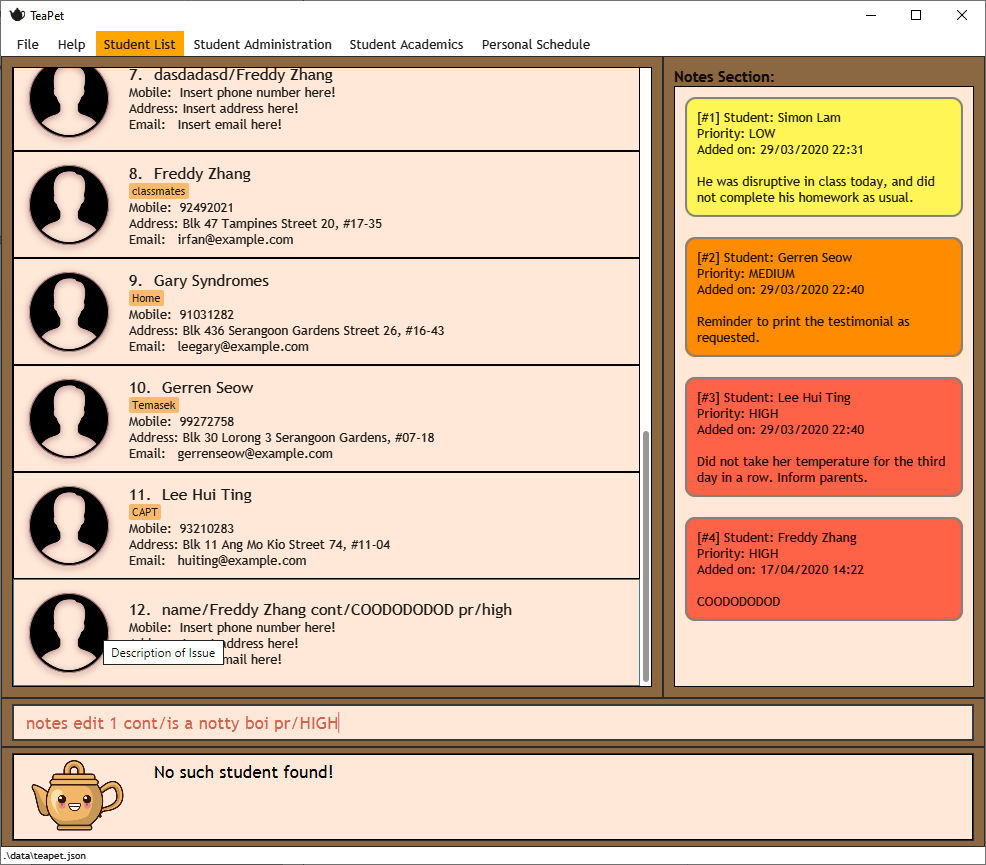 TeaPet
File Help Student List Student Administration Student Academics Personal Schedule
7. dasdadasd/Freddy Zhang
Mobile: Insert phone number here!
Address: Insert address here!
Email: Insert email here!
8. Freddy Zhang
classmates
Mobile: 92492021
Address: Blk 47 Tampines Street 20, #17-35
Email: irfan@example.com
9. Gary Syndromes
Home
Mobile: 91031282
Address: Blk 436 Serangoon Gardens Street 26, #16-43
Email: leegary@example.com
10. Gerren Seow
Temasek
Mobile: 99272758
Address: Blk 30 Lorong 3 Serangoon Gardens, #07-18
Email: gerrenseow@example.com
11. Lee Hui Ting
CAPT
Mobile: 93210283
Address: Blk 11 Ang Mo Kio Street 74, #11-04
Email: huiting@example.com
12. name/Freddy Zhang cont/COODODODOD pr/high
Mobile: Insert phone number here!
address here!
mail here!
Description of Issue
Notes Section:
[#1] Student: Simon Lam
Priority: LOW
Added on: 29/03/2020 22:31
He was disruptive in class today, and did
not complete his homework as usual.
[#2] Student: Gerren Seow
Priority: MEDIUM
Added on: 29/03/2020 22:40
Reminder to print the testimonial as
requested.
[#3] Student: Lee Hui Ting
Priority: HIGH
Added on: 29/03/2020 22:40
Did not take her temperature for the third
day in a row. Inform parents.
[#4] Student: Freddy Zhang
Priority: HIGH
Added on: 17/04/2020 14:22
COODODODOD
notes edit 1 cont/is a notty boi pr/HIGH
No such student found!
.\data\teapet.json